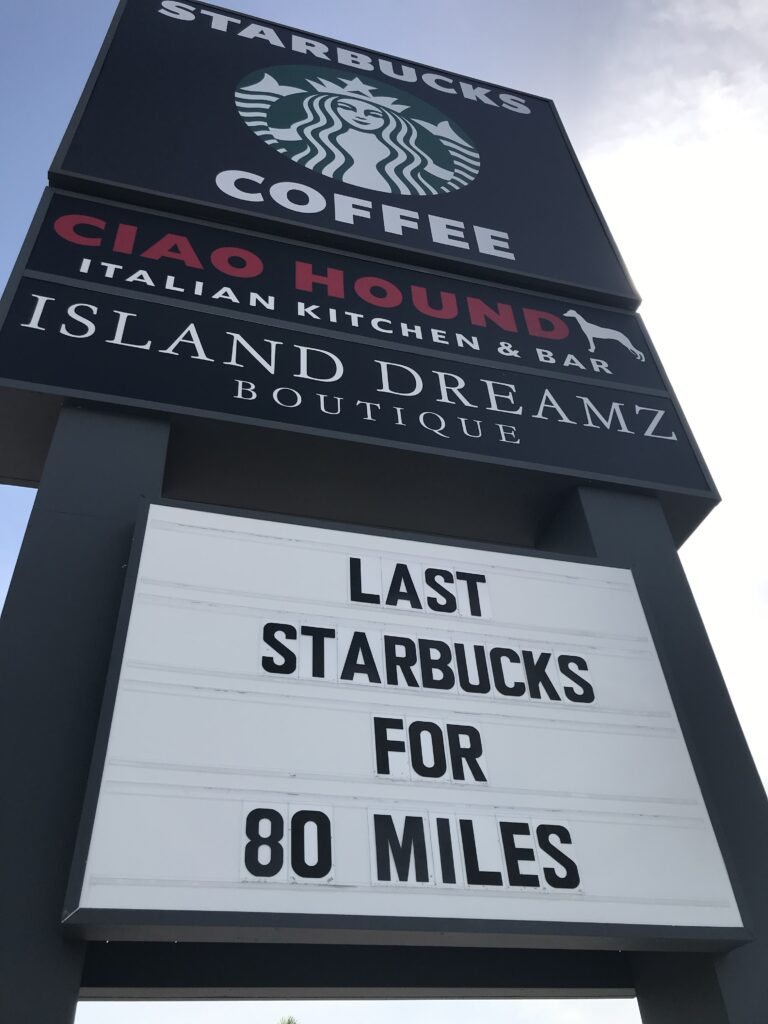 STARBUCKS
COFFEE
CIAO HOUND
ITALIAN KITCHEN & BAR
ISLAND DREAMZ
BOUTIQUE
LAST
STARBUCKS
FOR
80 MILES